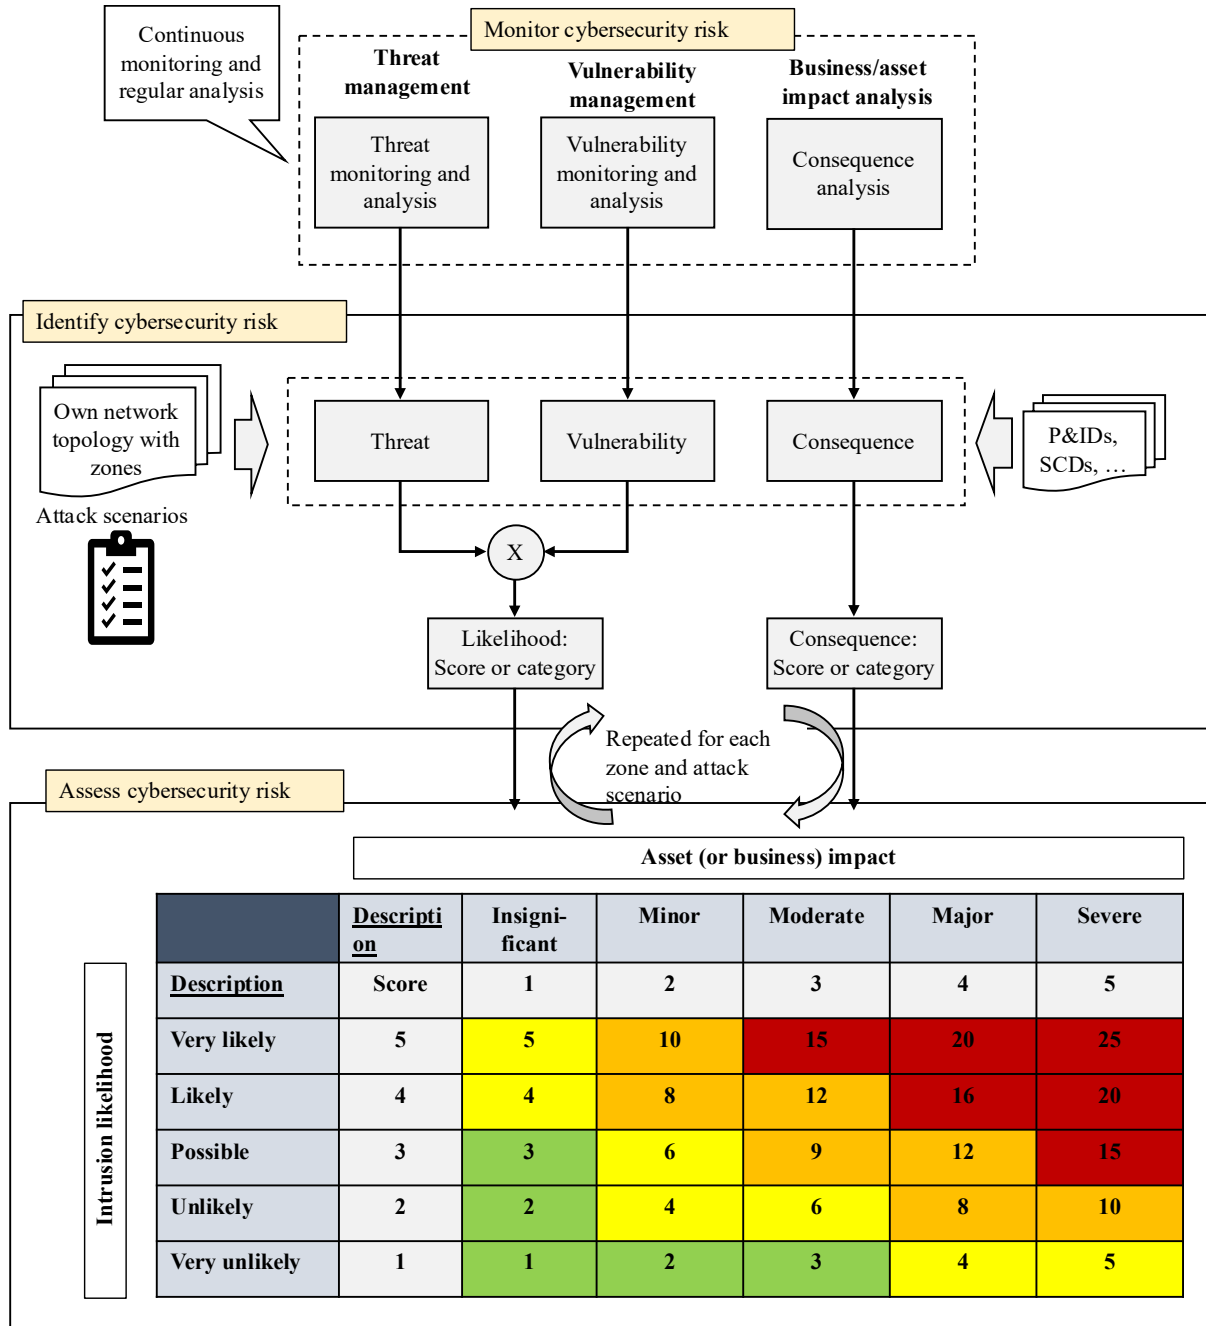 Monitor cybersecurity risk
Continuous
monitoring and
regular analysis
Threat
management
Vulnerability
management
Business/asset
impact analysis
Threat
monitoring and
analysis
Vulnerability
monitoring and
analysis
Consequence
analysis
Identify cybersecurity risk
Own network
topology with
zones
Threat
Vulnerability
Consequence
P&IDs,
SCDs, …
Attack scenarios
X
Likelihood:
Score or category
Consequence:
Score or category
Repeated for each
zone and attack
scenario
Assess cybersecurity risk
Asset (or business) impact
Intrusion likelihood
Descripti
on
Insigni-
ficant
Minor
Moderate
Major
Severe
Description Score 1 2 3 4 5
Very likely 5 5 10 15 20 25
Likely 4 4 8 12 16 20
Possible 3 3 6 9 12 15
Unlikely 2 2 4 6 8 10
Very unlikely 1 1 2 3 4 5